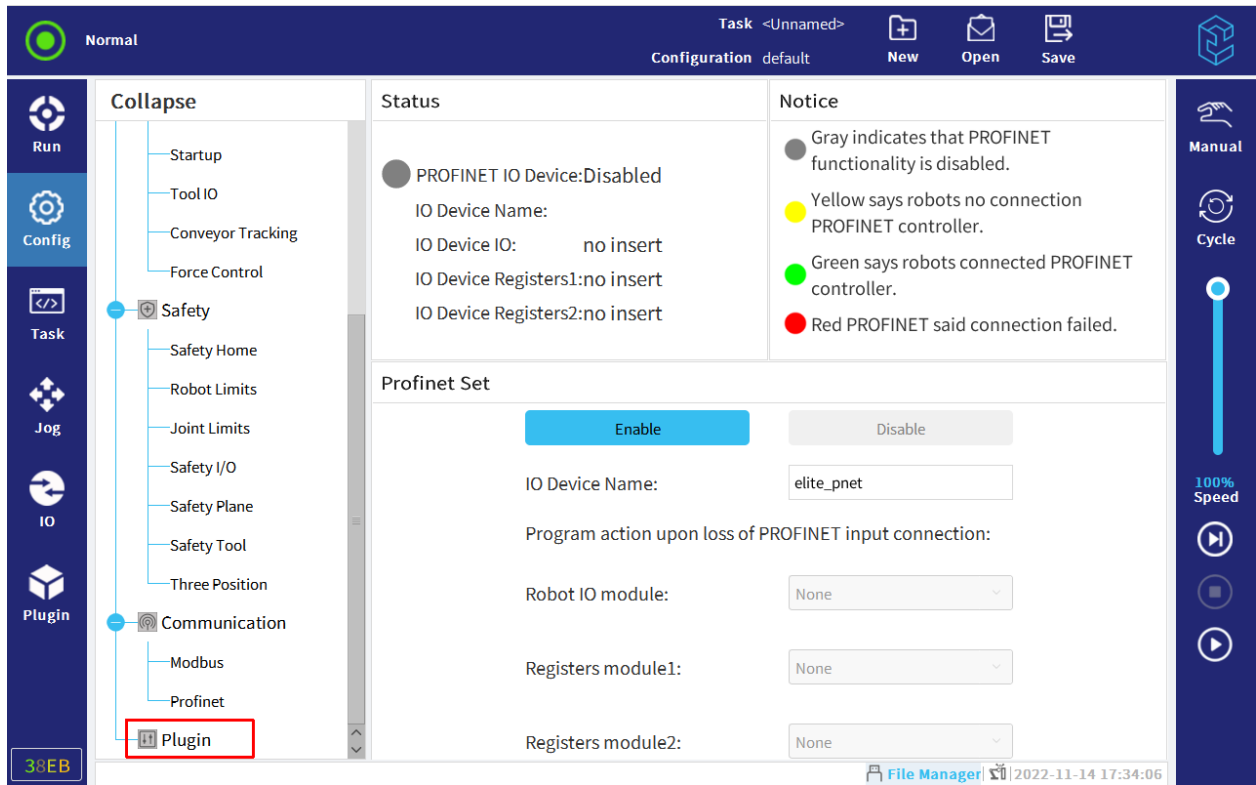 Normal
Task <Unnamed>
Configuration default
New
Open
Save
Run
Config
Task
Jog
IO
Plugin
38EB
Collapse
Startup
Tool IO
Conveyor Tracking
Force Control
Safety
Safety Home
Robot Limits
Joint Limits
Safety I/O
Safety Plane
Safety Tool
Three Position
Communication
Modbus
Profinet
Plugin
Status
PROFINET IO Device:Disabled
IO Device Name:
IO Device IO: no insert
IO Device Registers1:no insert
IO Device Registers2:no insert
Notice
Gray indicates that PROFINET
functionality is disabled.
Yellow says robots no connection
PROFINET controller.
Green says robots connected PROFINET
controller.
Red PROFINET said connection failed.
Profinet Set
Enable
Disable
IO Device Name: elite_pnet
Program action upon loss of PROFINET input connection:
Robot IO module: None
Registers module1: None
Registers module2: None
File Manager
2022-11-14 17:34:06
Manual
Cycle
100%
Speed